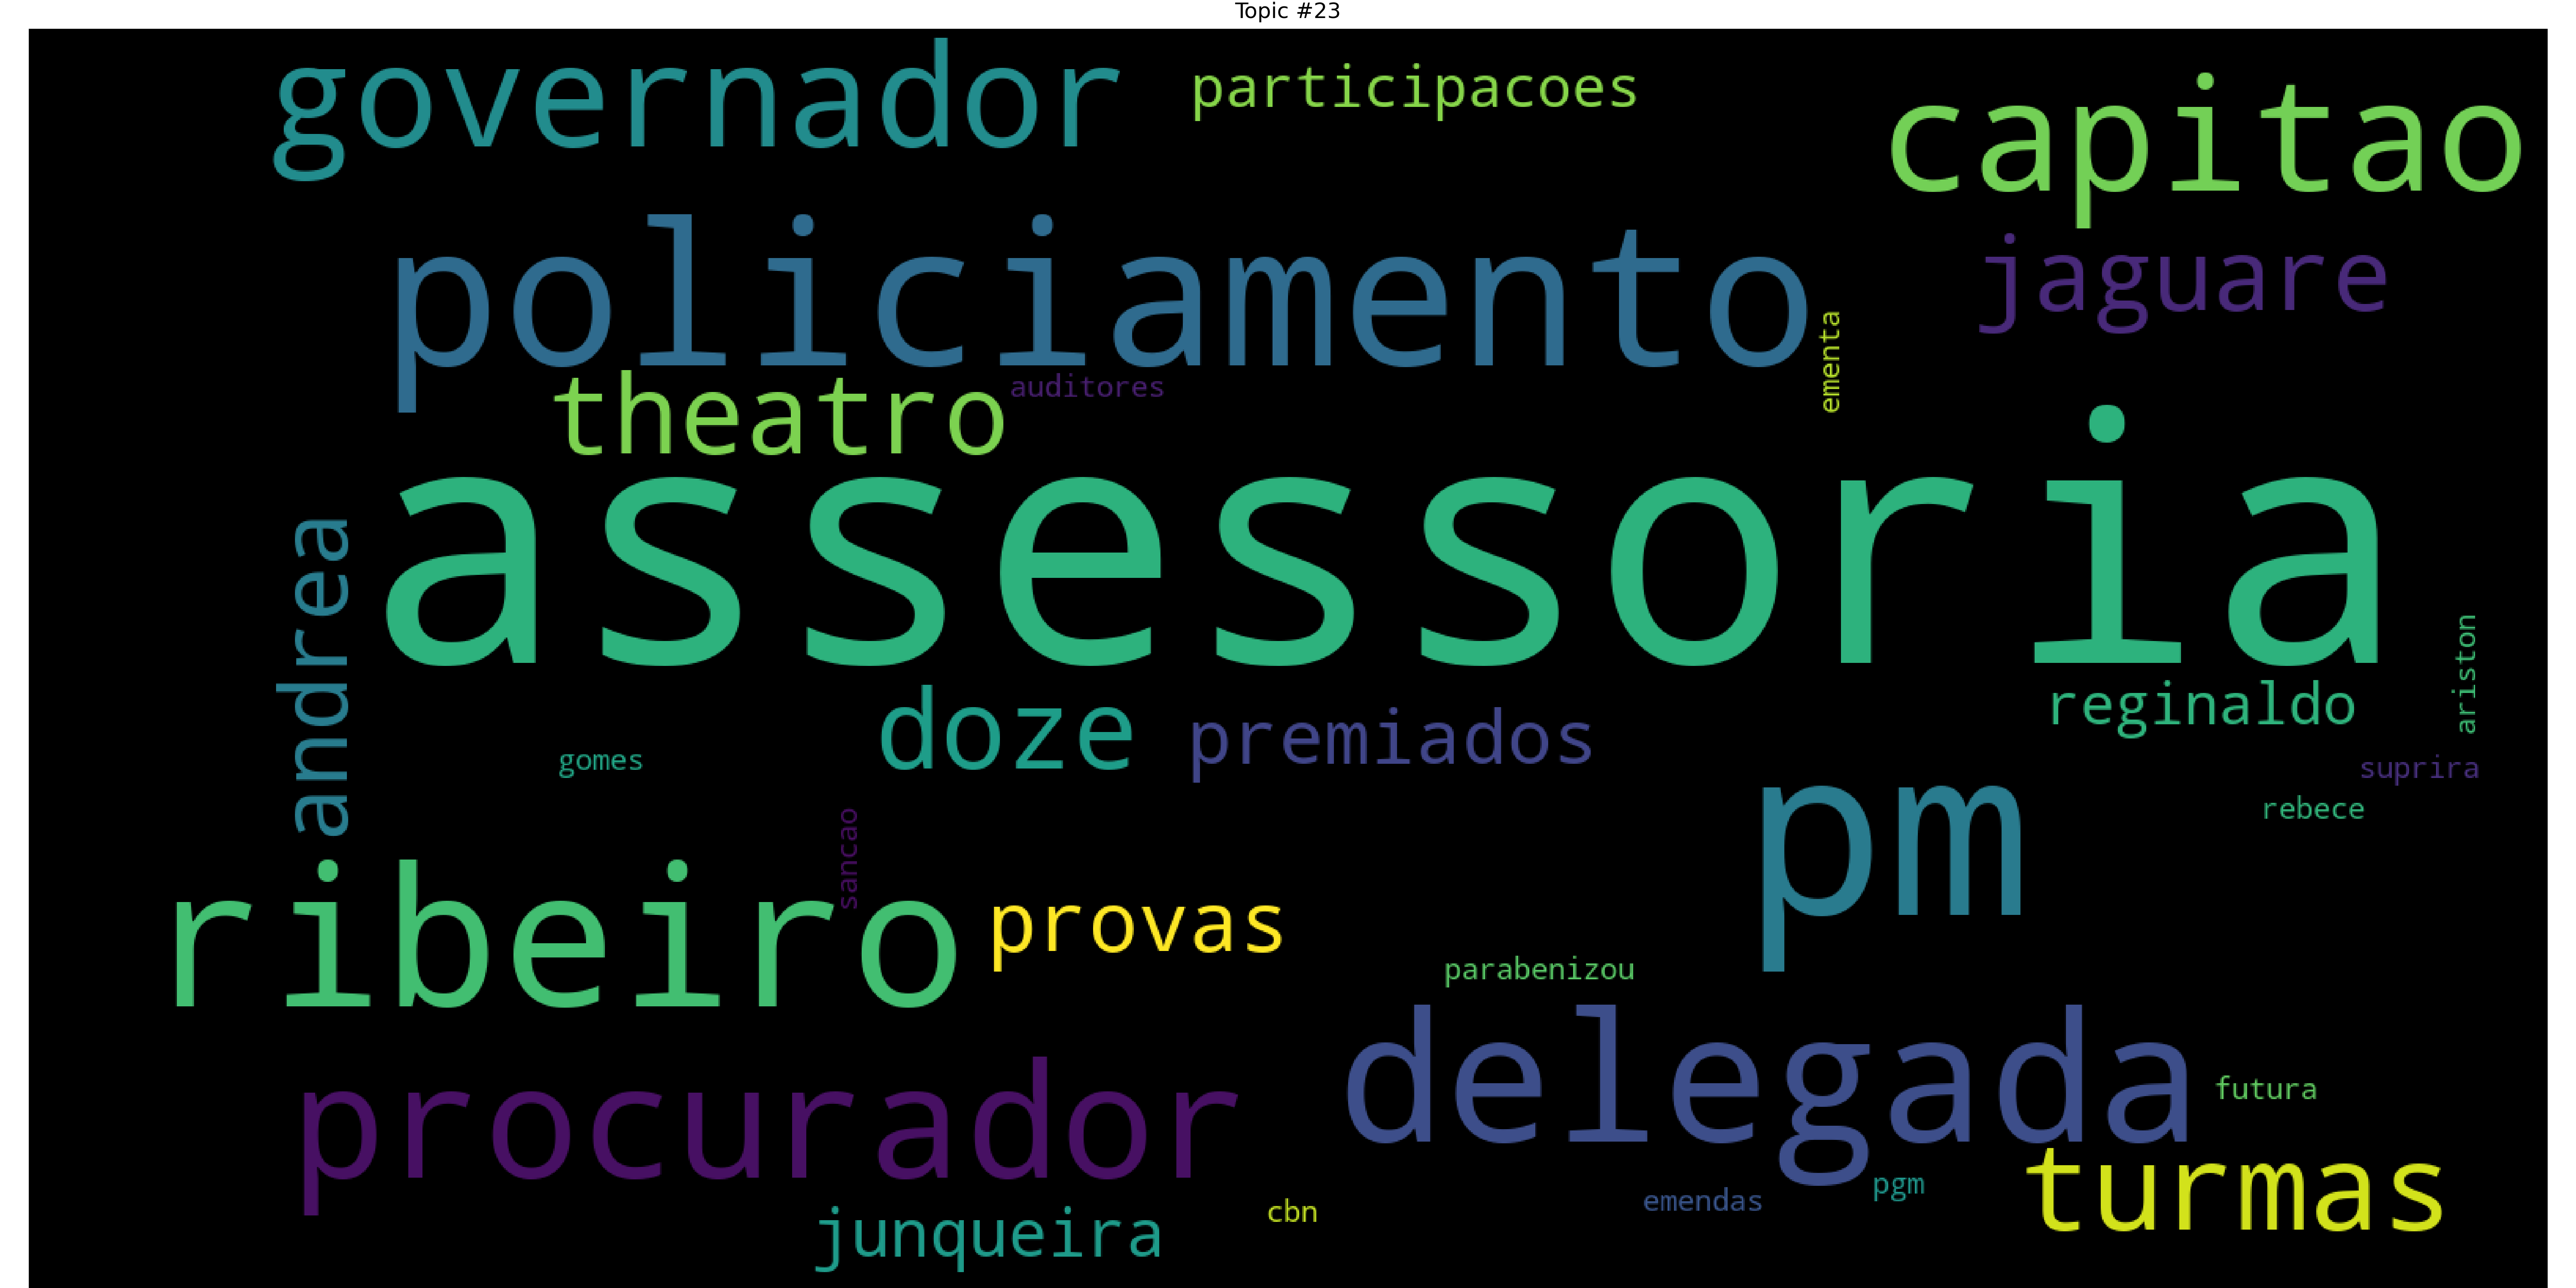 Topic #23
governador
participacoes
capitao
policiamento
jaguare
ementa
theatro
auditores
assessoria
andrea
ariston
doze
premiados
reginaldo
gomes
suprira
pm
rebece
sancao
ribeiro
provas
parabenizou
delegada
procurador
futura
turmas
pgm
emendas
cbn
junqueira